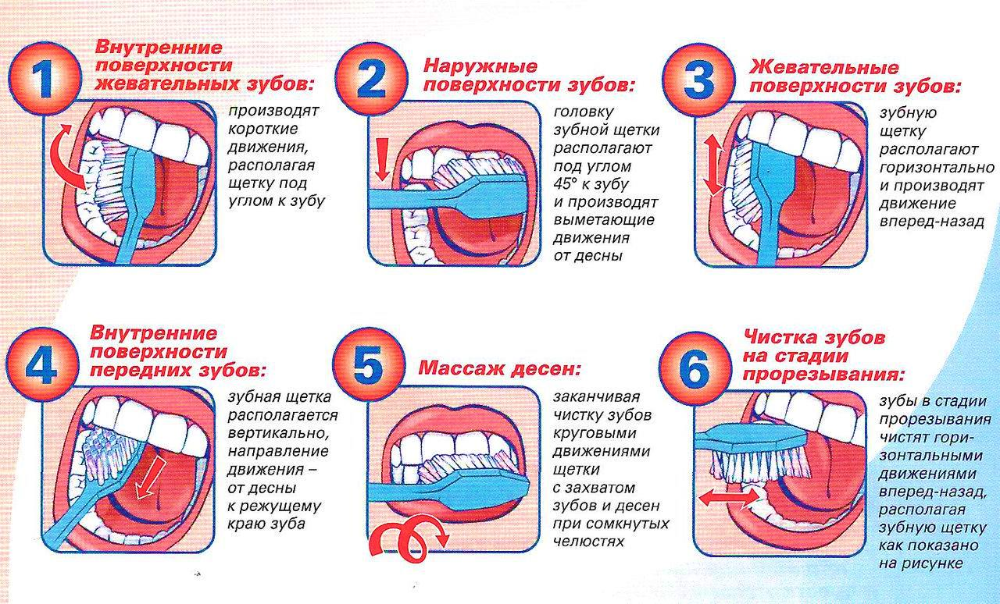 1
Внутренние
поверхности
жевательных зубов:
производят
короткие
движения,
располагая
щетку под
углом к зубу
2
Наружные
поверхности зубов:
головку
зубной щетки
располагают
под углом
45° к зубу
и производят
выметающие
движения
от десны
3
Жевательные
поверхности зубов:
зубную
щетку
располагают
горизонтально
и производят
движение
вперед-назад
4
Внутренние
поверхности
передних зубов:
зубная щетка
располагается
вертикально,
направление
движения –
от десны
к режущему
краю зуба
5
Массаж десен:
заканчивая
чистку зубов
круговыми
движениями
щетки
с захватом
зубов и десен
при сомкнутых
челюстях
6
Чистка зубов
на стадии
прорезывания:
зубы в стадии
прорезывания
чистят гори-
зонтальными
движениями
вперед-назад,
располагая
зубную щетку
как показано
на рисунке